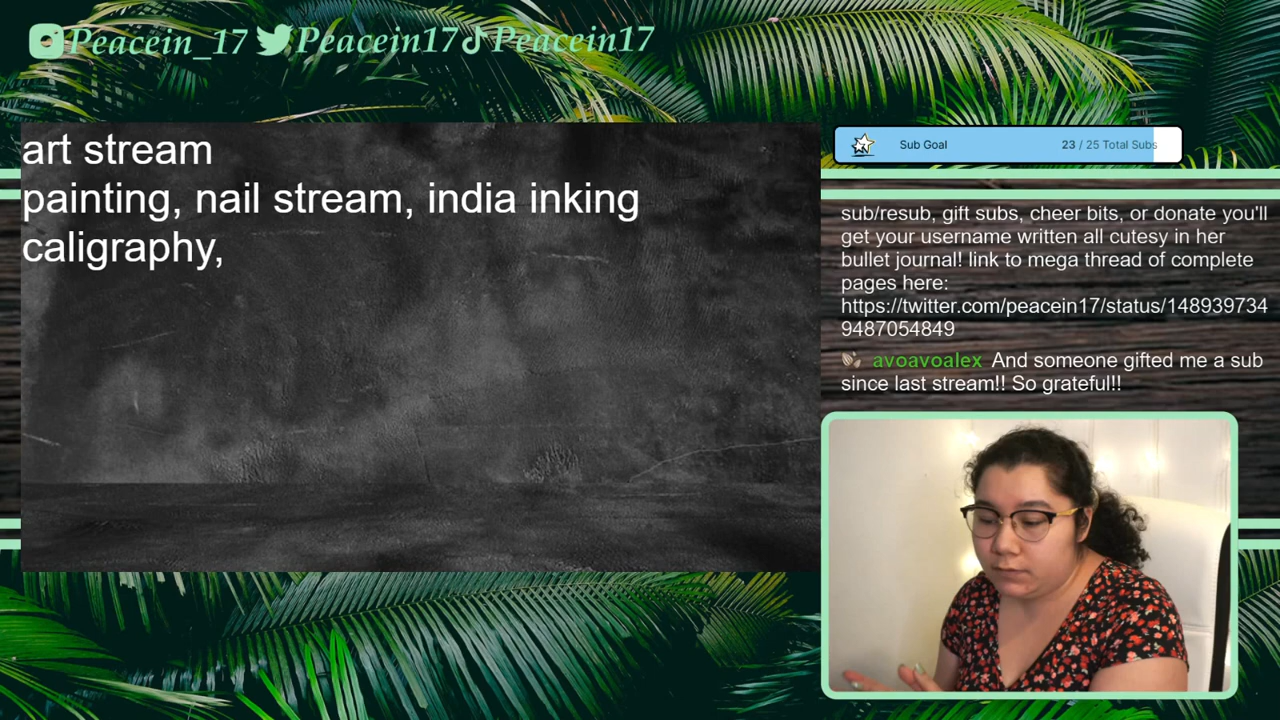 Peacein_17 Peacein17 Peacein17
art stream
painting, nail stream, india inking
caligraphy,
Sub Goal 23 / 25 Total Subs
sub/resub, gift subs, cheer bits, or donate you'll
get your username written all cutesy in her
bullet journal! link to mega thread of complete
pages here:
https://twitter.com/peacein17/status/148939734
9487054849
avoavoalex And someone gifted me a sub
since last stream!! So grateful!!